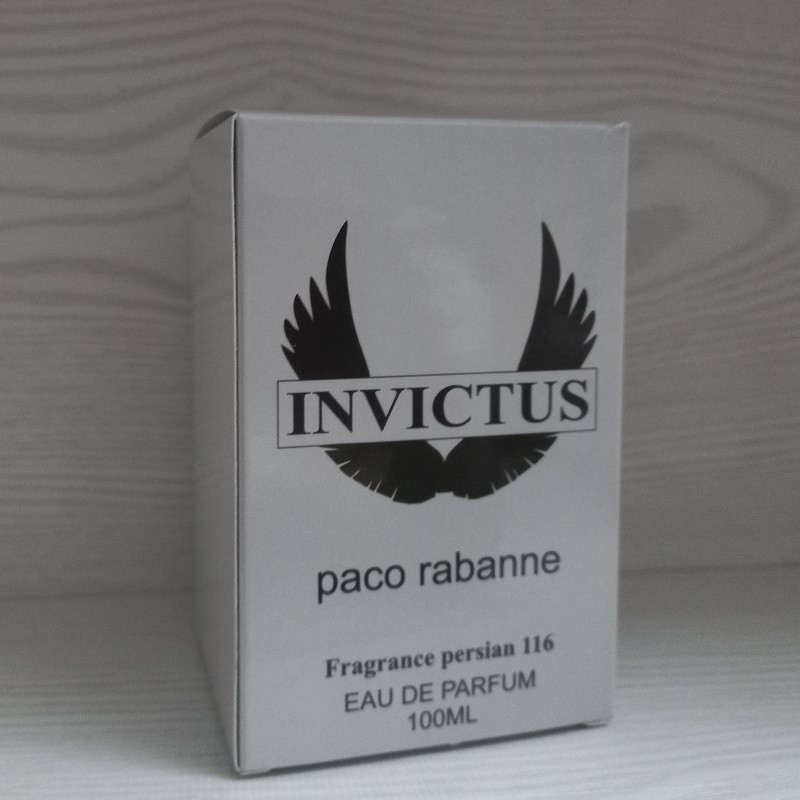 INVICTUS
paco rabanne
Fragrance persian 116
EAU DE PARFUM
100ML